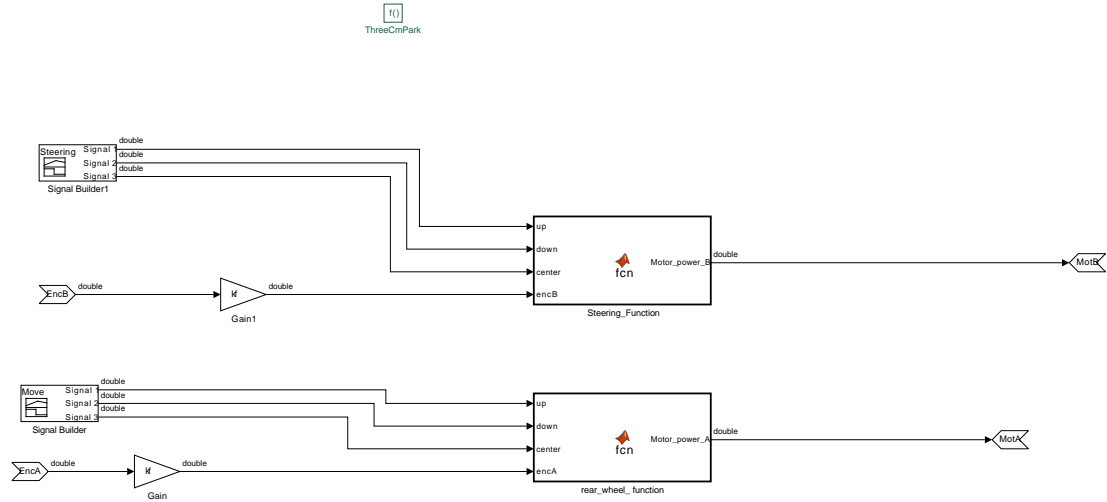 f()
ThreeCmPark
Steering
Signal 1
Signal 2
Signal 3
double
double
double
Signal Builder1
up
down
center
encB
fcn
Motor_power_B
double
MotB
Steering_Function
EncB
double
double
Gain1
Move
Signal 1
Signal 2
Signal 3
double
double
double
Signal Builder
up
down
center
encA
fcn
Motor_power_A
double
MotA
rear_wheel_ function
EncA
double
double
Gain